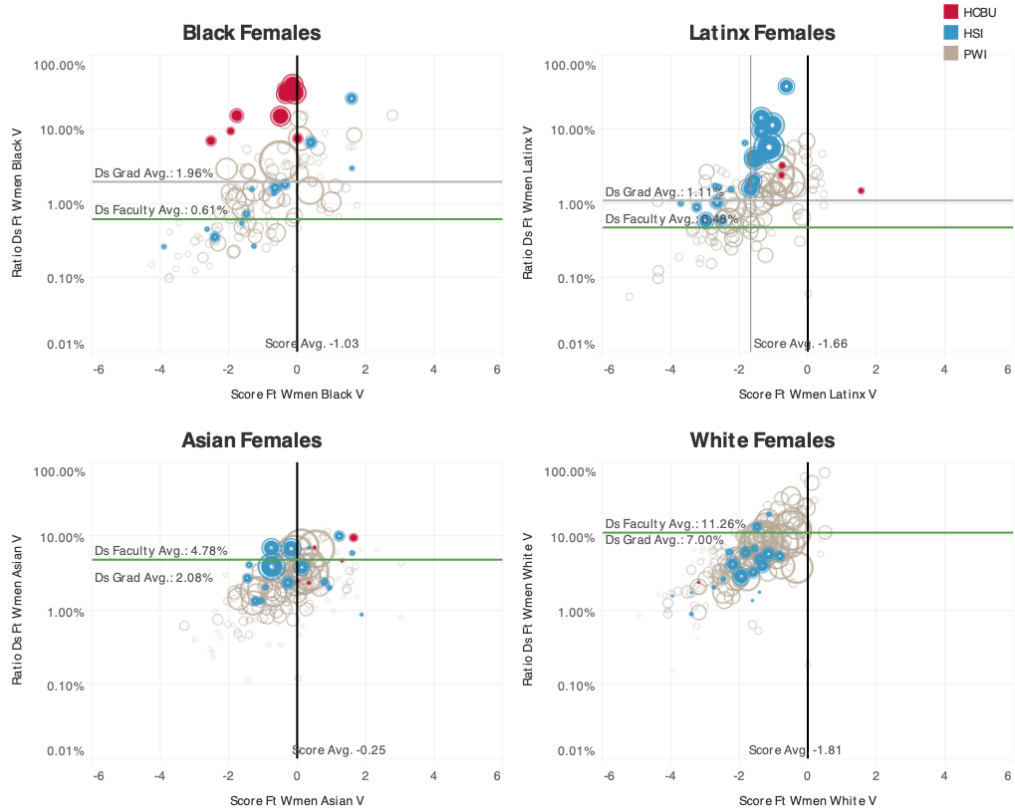 HCBU
HSI
PWI
Black Females
Ratio Ds Ft Wmen Black V
100.00%
10.00%
1.00%
0.10%
0.01%
Ds Grad Avg.: 1.96%
Ds Faculty Avg.: 0.61%
Score Avg. -1.03
-6 -4 -2 0 2 4 6
Score Ft Wmen Black V
Latinx Females
Ratio Ds Ft Wmen Latinx V
100.00%
10.00%
1.00%
0.10%
0.01%
Ds Grad Avg.: 1.11%
Ds Faculty Avg.: 0.48%
Score Avg. -1.66
-6 -4 -2 0 2 4 6
Score Ft Wmen Latinx V
Asian Females
Ratio Ds Ft Wmen Asian V
100.00%
10.00%
1.00%
0.10%
0.01%
Ds Faculty Avg.: 4.78%
Ds Grad Avg.: 2.08%
Score Avg. -0.25
-6 -4 -2 0 2 4 6
Score Ft Wmen Asian V
White Females
Ratio Ds Ft Wmen White V
100.00%
10.00%
1.00%
0.10%
0.01%
Ds Faculty Avg.: 11.26%
Ds Grad Avg.: 7.00%
Score Avg. -1.81
-6 -4 -2 0 2 4 6
Score Ft Wmen White V